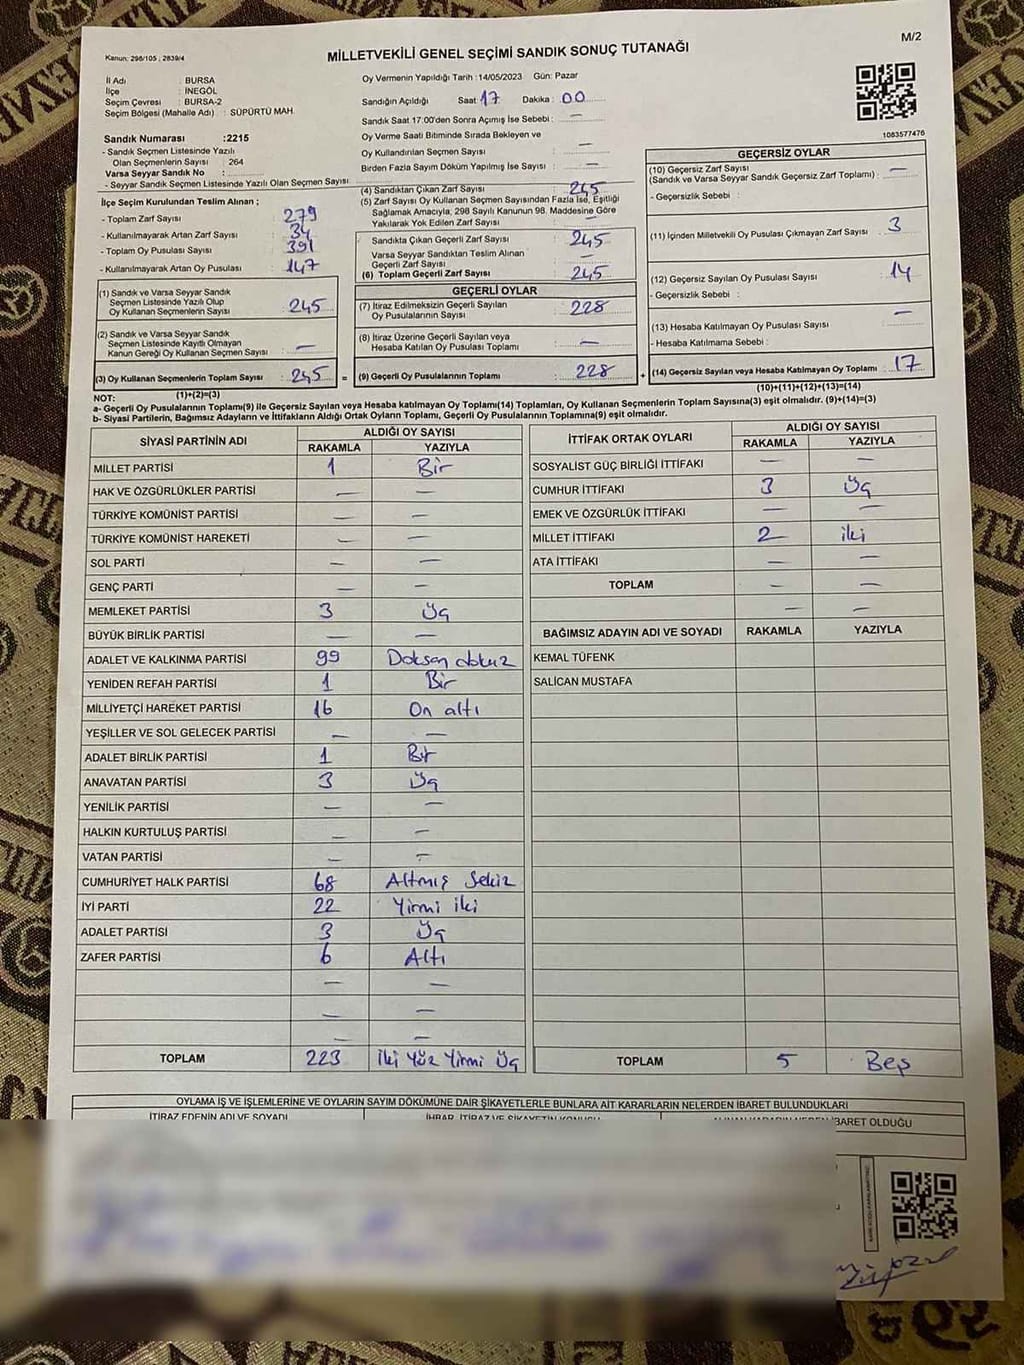 M/2
Kanun: 298/105 , 2839/4
MİLLETVEKİLİ GENEL SEÇİMİ SANDIK SONUÇ TUTANAĞI
İl Adı : BURSA
İlçe : İNEGÖL
Seçim Çevresi : BURSA-2
Seçim Bölgesi (Mahalle Adı) : SÜPÜRTÜ MAH.
Sandık Numarası :2215
- Sandık Seçmen Listesinde Yazılı
Olan Seçmenlerin Sayısı : 264
Varsa Seyyar Sandık No :
- Seyyar Sandık Seçmen Listesinde Yazılı Olan Seçmen Sayısı
İlçe Seçim Kurulundan Teslim Alınan ;
- Toplam Zarf Sayısı : 279
- Kullanılmayarak Artan Zarf Sayısı : 34
- Toplam Oy Pusulası Sayısı : 391
- Kullanılmayarak Artan Oy Pusulası : 147
(1) Sandık ve Varsa Seyyar Sandık
Seçmen Listesinde Yazılı Olup
Oy Kullanan Seçmenlerin Sayısı : 245
(2) Sandık ve Varsa Seyyar Sandık
Seçmen Listesinde Kayıtlı Olmayan
Kanun Gereği Oy Kullanan Seçmen Sayısı : —
(3) Oy Kullanan Seçmenlerin Toplam Sayısı : 245 =
(1)+(2)=(3)
Oy Vermenin Yapıldığı Tarih :14/05/2023 Gün: Pazar
Sandığın Açıldığı Saat :17 Dakika : 00
Sandık Saat 17.00'den Sonra Açımış İse Sebebi : —
Oy Verme Saati Bitiminde Sırada Bekleyen ve
Oy Kullandırılan Seçmen Sayısı : —
Birden Fazla Sayım Döküm Yapılmış İse Sayısı : —
(4) Sandıktan Çıkan Zarf Sayısı : 245
(5) Zarf Sayısı Oy Kullanan Seçmen Sayısından Fazla İse, Eşitliği
Sağlamak Amacıyla, 298 Sayılı Kanunun 98. Maddesine Göre
Yakılarak Yok Edilen Zarf Sayısı : —
Sandıkta Çıkan Geçerli Zarf Sayısı : 245
Varsa Seyyar Sandıktan Teslim Alınan
Geçerli Zarf Sayısı : —
(6) Toplam Geçerli Zarf Sayısı : 245
GEÇERLİ OYLAR
(7) İtiraz Edilmeksizin Geçerli Sayılan
Oy Pusulalarının Sayısı : 228
(8) İtiraz Üzerine Geçerli Sayılan veya
Hesaba Katılan Oy Pusulası Toplamı : —
(9) Geçerli Oy Pusulalarının Toplamı : 228 +
1083577476
GEÇERSİZ OYLAR
(10) Geçersiz Zarf Sayısı
(Sandık ve Varsa Seyyar Sandık Geçersiz Zarf Toplamı) : —
- Geçersizlik Sebebi :
(11) İçinden Milletvekili Oy Pusulası Çıkmayan Zarf Sayısı : 3
(12) Geçersiz Sayılan Oy Pusulası Sayısı : 14
- Geçersizlik Sebebi :
(13) Hesaba Katılmayan Oy Pusulası Sayısı : —
- Hesaba Katılmama Sebebi :
(14) Geçersiz Sayılan veya Hesaba Katılmayan Oy Toplamı : 17
(10)+(11)+(12)+(13)=(14)
NOT:
a- Geçerli Oy Pusulaları Toplamı(9) ile Geçersiz Sayılan veya Hesaba katılmayan Oy Toplamı(14) Toplamları, Oy Kullanan Seçmenlerin Toplam Sayısına(3) eşit olmalıdır. (9)+(14)=(3)
b- Siyasi Partilerin, Bağımsız Adayların ve İttifakların Aldığı Ortak Oyların Toplamı, Geçerli Oy Pusulalarının Toplamına(9) eşit olmalıdır.
SİYASİ PARTİNİN ADI ALDIĞI OY SAYISI
RAKAMLA YAZIYLA
MİLLET PARTİSİ 1 Bir
HAK VE ÖZGÜRLÜKLER PARTİSİ — —
TÜRKİYE KOMÜNİST PARTİSİ — —
TÜRKİYE KOMÜNİST HAREKETİ — —
SOL PARTİ — —
GENÇ PARTİ — —
MEMLEKET PARTİSİ 3 Üç
BÜYÜK BİRLİK PARTİSİ — —
ADALET VE KALKINMA PARTİSİ 99 Doksan dokuz
YENİDEN REFAH PARTİSİ 1 Bir
MİLLİYETÇİ HAREKET PARTİSİ 16 On altı
YEŞİLLER VE SOL GELECEK PARTİSİ — —
ADALET BİRLİK PARTİSİ 1 Bir
ANAVATAN PARTİSİ 3 Üç
YENİLİK PARTİSİ — —
HALKIN KURTULUŞ PARTİSİ — —
VATAN PARTİSİ — —
CUMHURİYET HALK PARTİSİ 68 Altmış Sekiz
İYİ PARTİ 22 Yirmi iki
ADALET PARTİSİ 3 Üç
ZAFER PARTİSİ 6 Altı
— —
— —
— —
TOPLAM 223 İki Yüz Yirmi Üç
İTTİFAK ORTAK OYLARI ALDIĞI OY SAYISI
RAKAMLA YAZIYLA
SOSYALİST GÜÇ BİRLİĞİ İTTİFAKI — —
CUMHUR İTTİFAKI 3 Üç
EMEK VE ÖZGÜRLÜK İTTİFAKI — —
MİLLET İTTİFAKI 2 iki
ATA İTTİFAKI — —
TOPLAM — —
— —
BAĞIMSIZ ADAYIN ADI VE SOYADI RAKAMLA YAZIYLA
KEMAL TÜFENK
SALİCAN MUSTAFA
TOPLAM 5 Beş
OYLAMA İŞ VE İŞLEMLERİNE VE OYLARIN SAYIM DÖKÜMÜNE DAİR ŞİKAYETLERLE BUNLARA AİT KARARLARIN NELERDEN İBARET BULUNDUKLARI
İTİRAZ EDENİN ADI VE SOYADI İHBAR, İTİRAZ VE ŞİKAYETİN KONUSU
BARET OLDUĞU